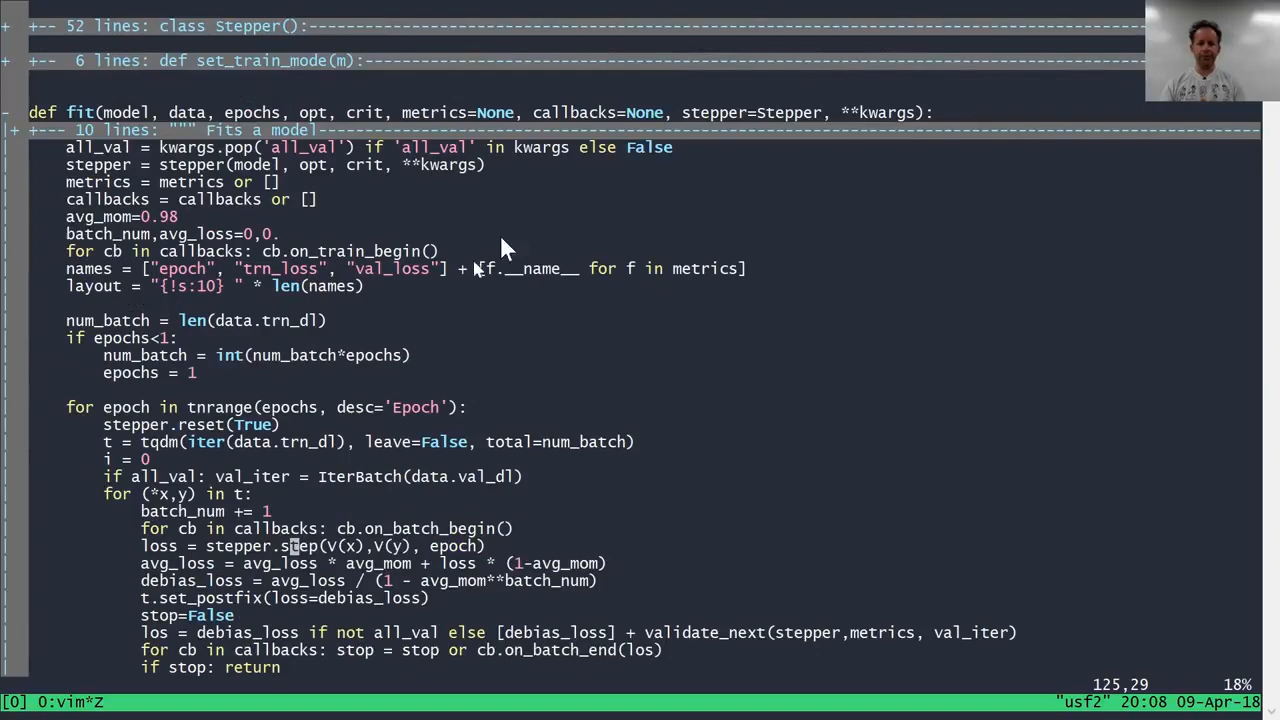 + +-- 52 lines: class Stepper():
+ +--  6 lines: def set_train_mode(m):
- def fit(model, data, epochs, opt, crit, metrics=None, callbacks=None, stepper=Stepper, **kwargs):
|+ +--- 10 lines: """ Fits a model
all_val = kwargs.pop('all_val') if 'all_val' in kwargs else False
stepper = stepper(model, opt, crit, **kwargs)
metrics = metrics or []
callbacks = callbacks or []
avg_mom=0.98
batch_num,avg_loss=0,0.
for cb in callbacks: cb.on_train_begin()
names = ["epoch", "trn_loss", "val_loss"] + [f.__name__ for f in metrics]
layout = "{!s:10} " * len(names)
num_batch = len(data.trn_dl)
if epochs<1:
num_batch = int(num_batch*epochs)
epochs = 1
for epoch in tnrange(epochs, desc='Epoch'):
stepper.reset(True)
t = tqdm(iter(data.trn_dl), leave=False, total=num_batch)
i = 0
if all_val: val_iter = IterBatch(data.val_dl)
for (*x,y) in t:
batch_num += 1
for cb in callbacks: cb.on_batch_begin()
loss = stepper.step(V(x),V(y), epoch)
avg_loss = avg_loss * avg_mom + loss * (1-avg_mom)
debias_loss = avg_loss / (1 - avg_mom**batch_num)
t.set_postfix(loss=debias_loss)
stop=False
los = debias_loss if not all_val else [debias_loss] + validate_next(stepper,metrics, val_iter)
for cb in callbacks: stop = stop or cb.on_batch_end(los)
if stop: return
125,29 18%
[0] 0:vim*Z "usf2" 20:08 09-Apr-18